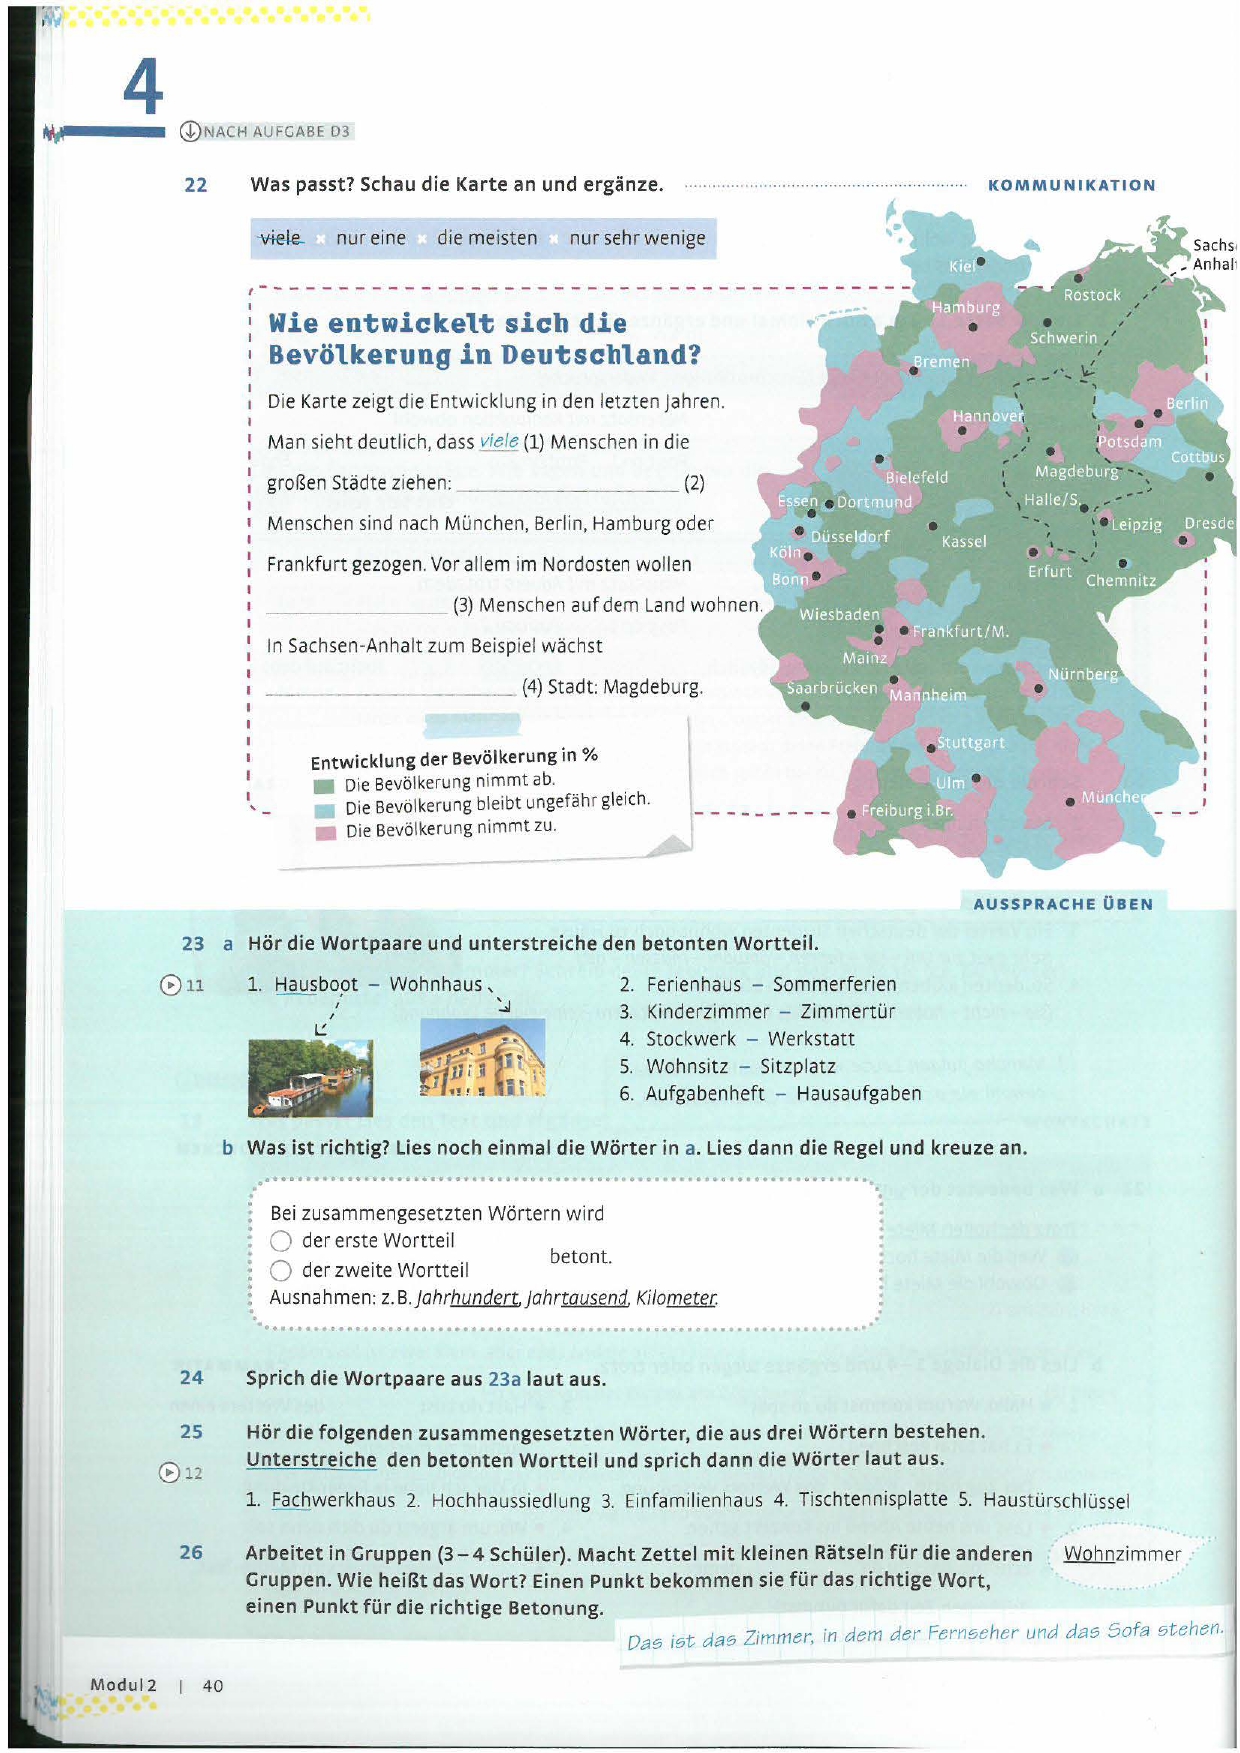 4
NACH AUFGABE D3
22 Was passt? Schau die Karte an und ergänze. KOMMUNIKATION
viele × nur eine × die meisten × nur sehr wenige
Wie entwickelt sich die
Bevölkerung in Deutschland?
Die Karte zeigt die Entwicklung in den letzten Jahren.
Man sieht deutlich, dass viele (1) Menschen in die
großen Städte ziehen: ____________ (2)
Menschen sind nach München, Berlin, Hamburg oder
Frankfurt gezogen. Vor allem im Nordosten wollen
____________ (3) Menschen auf dem Land wohnen.
In Sachsen-Anhalt zum Beispiel wächst
____________ (4) Stadt: Magdeburg.
Entwicklung der Bevölkerung in %
Die Bevölkerung nimmt ab.
Die Bevölkerung bleibt ungefähr gleich.
Die Bevölkerung nimmt zu.
Sachs
Anhal
Kiel
Rostock
Hamburg
Schwerin
Bremen
Berlin
Hannover
Potsdam
Cottbus
Magdeburg
Bielefeld
Halle/S.
Essen
Dortmund
Leipzig
Dresde
Düsseldorf
Kassel
Köln
Erfurt
Bonn
Chemnitz
Wiesbaden
Frankfurt/M.
Mainz
Nürnberg
Saarbrücken
Mannheim
Stuttgart
Ulm
Münche
Freiburg i.Br.
AUSSPRACHE ÜBEN
23 a Hör die Wortpaare und unterstreiche den betonten Wortteil.
11 1. Hausboot – Wohnhaus
2. Ferienhaus – Sommerferien
3. Kinderzimmer – Zimmertür
4. Stockwerk – Werkstatt
5. Wohnsitz – Sitzplatz
6. Aufgabenheft – Hausaufgaben
b Was ist richtig? Lies noch einmal die Wörter in a. Lies dann die Regel und kreuze an.
Bei zusammengesetzten Wörtern wird
der erste Wortteil
betont.
der zweite Wortteil
Ausnahmen: z. B. Jahrhundert, Jahrtausend, Kilometer.
24 Sprich die Wortpaare aus 23a laut aus.
25 Hör die folgenden zusammengesetzten Wörter, die aus drei Wörtern bestehen.
12 Unterstreiche den betonten Wortteil und sprich dann die Wörter laut aus.
1. Fachwerkhaus 2. Hochhaussiedlung 3. Einfamilienhaus 4. Tischtennisplatte 5. Haustürschlüssel
26 Arbeitet in Gruppen (3–4 Schüler). Macht Zettel mit kleinen Rätseln für die anderen
Gruppen. Wie heißt das Wort? Einen Punkt bekommen sie für das richtige Wort,
einen Punkt für die richtige Betonung.
Wohnzimmer
Das ist das Zimmer, in dem der Fernseher und das Sofa stehen.
Modul 2 | 40